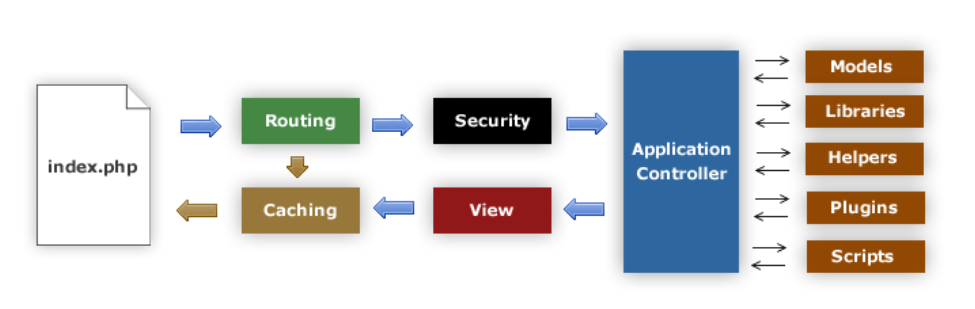 index.php
Routing
Security
Caching
View
Application
Controller
Models
Libraries
Helpers
Plugins
Scripts